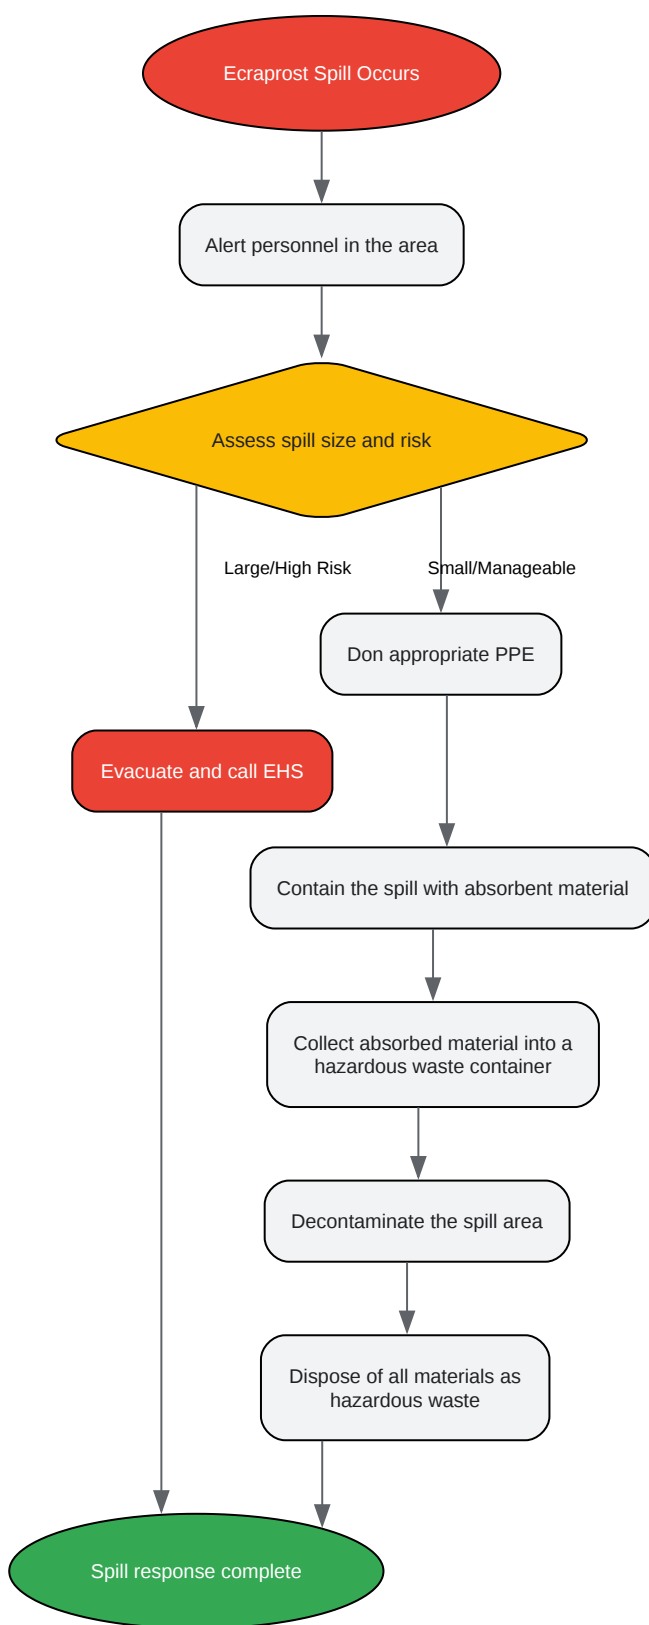 Ecraprost Spill Occurs
Alert personnel in the area
Assess spill size and risk
Large/High Risk
Small/Manageable
Don appropriate PPE
Evacuate and call EHS
Contain the spill with absorbent material
Collect absorbed material into a
hazardous waste container
Decontaminate the spill area
Dispose of all materials as
hazardous waste
Spill response complete